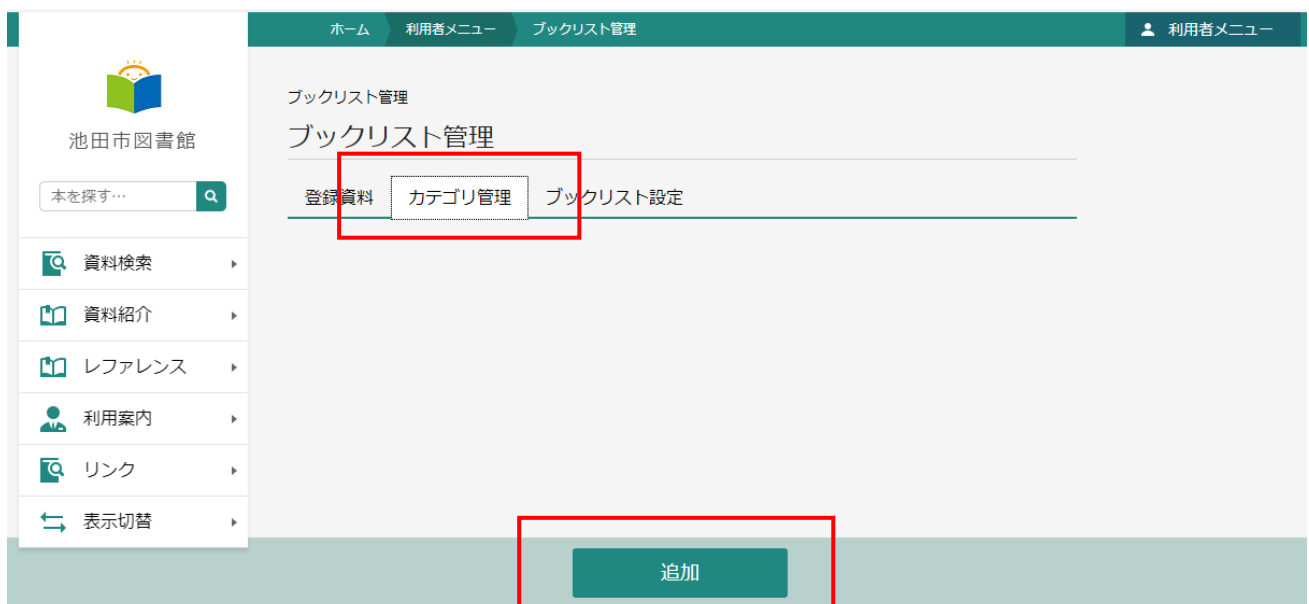 ホーム 利用者メニュー ブックリスト管理 利用者メニュー
池田市図書館
本を探す…
資料検索
資料紹介
レファレンス
利用案内
リンク
表示切替
ブックリスト管理
ブックリスト管理
登録資料 カテゴリ管理 ブックリスト設定
追加